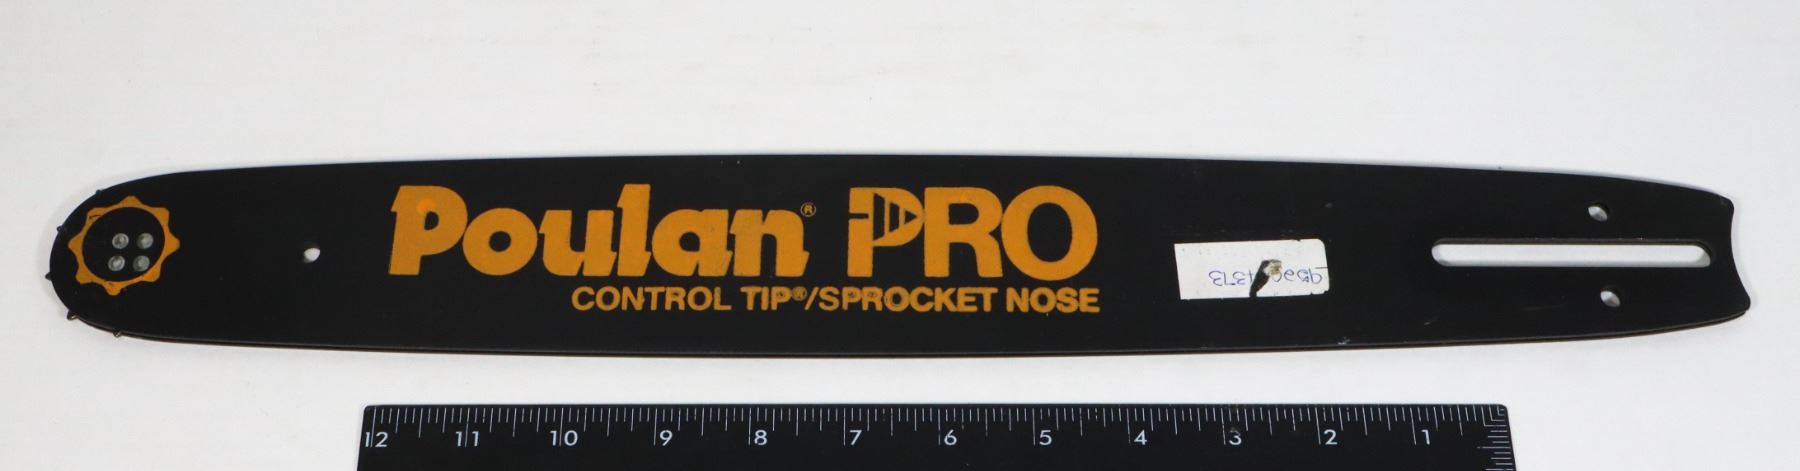 Poulan® PRO
CONTROL TIP®/SPROCKET NOSE
12 11 10 9 8 7 6 5 4 3 2 1